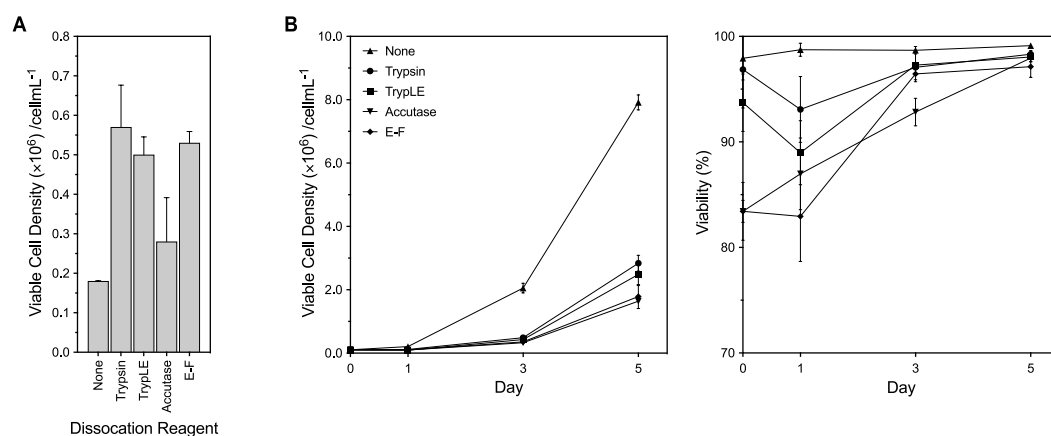 A
Viable Cell Density (×10⁶) /cellmL⁻¹
0.8
0.7
0.6
0.5
0.4
0.3
0.2
0.1
0.0
None
Trypsin
TrypLE
Accutase
E-F
Dissocation Reagent
B
Viable Cell Density (×10⁶) /cellmL⁻¹
10.0
8.0
6.0
4.0
2.0
0.0
None
Trypsin
TrypLE
Accutase
E-F
0 1 3 5
Day
Viability (%)
100
90
80
70
0 1 3 5
Day